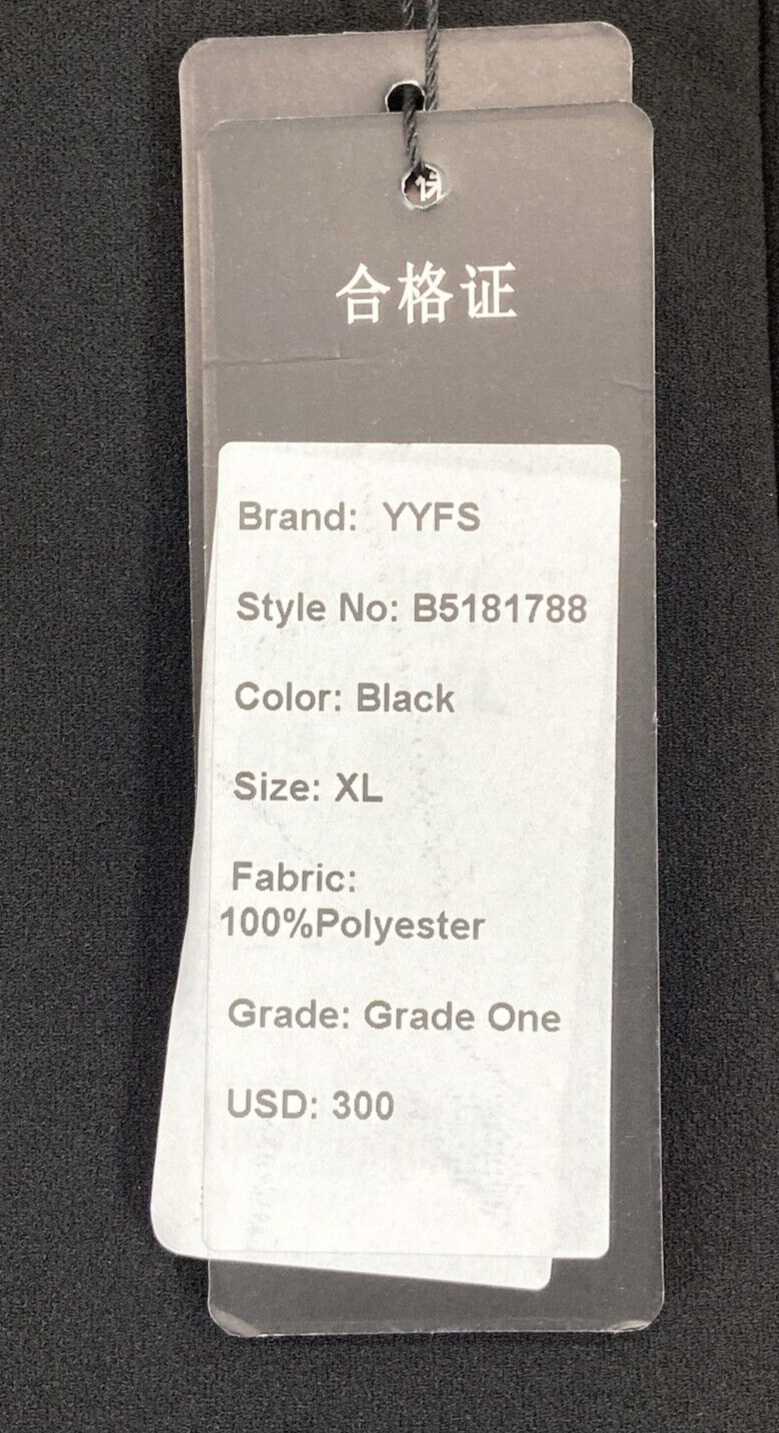 合格证
Brand: YYFS
Style No: B5181788
Color: Black
Size: XL
Fabric:
100%Polyester
Grade: Grade One
USD: 300